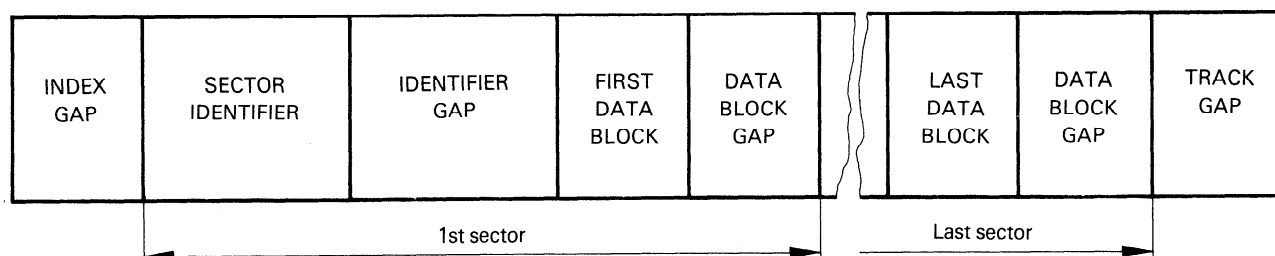 INDEX
GAP
SECTOR
IDENTIFIER
IDENTIFIER
GAP
FIRST
DATA
BLOCK
DATA
BLOCK
GAP
LAST
DATA
BLOCK
DATA
BLOCK
GAP
TRACK
GAP
1st sector
Last sector